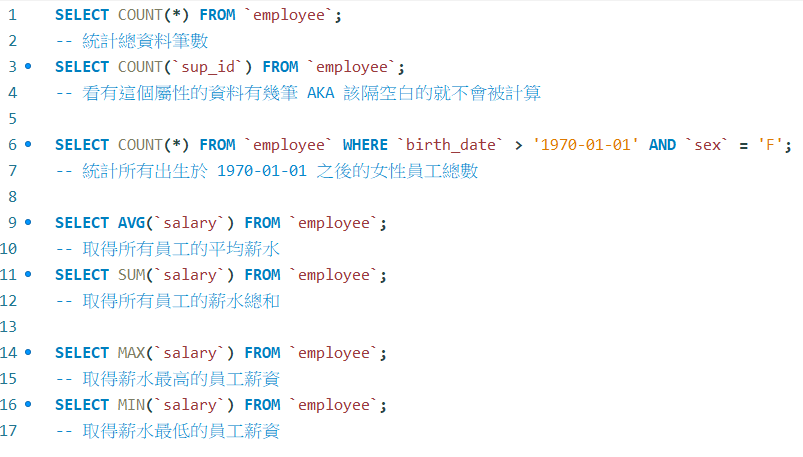 1 SELECT COUNT(*) FROM `employee`;
2 -- 統計總資料筆數
3 SELECT COUNT(`sup_id`) FROM `employee`;
4 -- 看有這個屬性的資料有幾筆 AKA 該隔空白的就不會被計算
5
6 SELECT COUNT(*) FROM `employee` WHERE `birth_date` > '1970-01-01' AND `sex` = 'F';
7 -- 統計所有出生於 1970-01-01 之後的女性員工總數
8
9 SELECT AVG(`salary`) FROM `employee`;
10 -- 取得所有員工的平均薪水
11 SELECT SUM(`salary`) FROM `employee`;
12 -- 取得所有員工的薪水總和
13
14 SELECT MAX(`salary`) FROM `employee`;
15 -- 取得薪水最高的員工薪資
16 SELECT MIN(`salary`) FROM `employee`;
17 -- 取得薪水最低的員工薪資